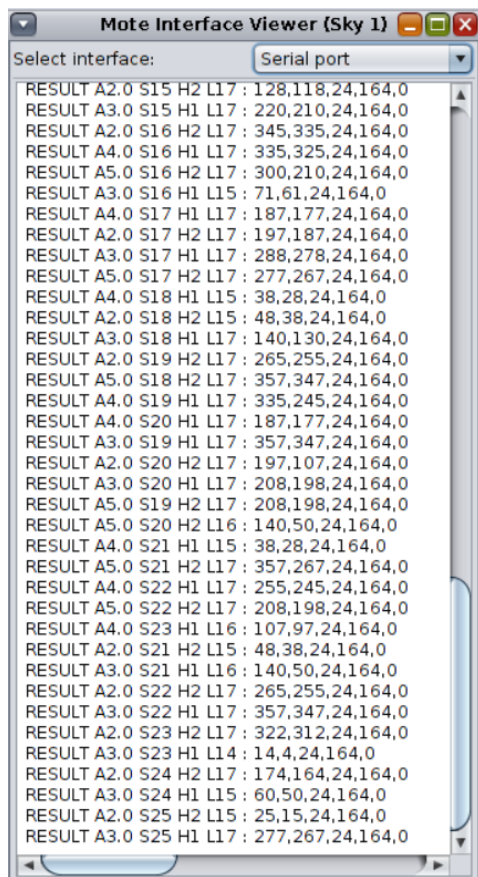 Mote Interface Viewer (Sky 1)
Select interface: Serial port
RESULT A2.0 S15 H2 L17 : 128,118,24,164,0
RESULT A3.0 S15 H1 L17 : 220,210,24,164,0
RESULT A2.0 S16 H2 L17 : 345,335,24,164,0
RESULT A4.0 S16 H1 L17 : 335,325,24,164,0
RESULT A5.0 S16 H2 L17 : 300,210,24,164,0
RESULT A3.0 S16 H1 L15 : 71,61,24,164,0
RESULT A4.0 S17 H1 L17 : 187,177,24,164,0
RESULT A2.0 S17 H2 L17 : 197,187,24,164,0
RESULT A3.0 S17 H1 L17 : 288,278,24,164,0
RESULT A5.0 S17 H2 L17 : 277,267,24,164,0
RESULT A4.0 S18 H1 L15 : 38,28,24,164,0
RESULT A2.0 S18 H2 L15 : 48,38,24,164,0
RESULT A3.0 S18 H1 L17 : 140,130,24,164,0
RESULT A2.0 S19 H2 L17 : 265,255,24,164,0
RESULT A5.0 S18 H2 L17 : 357,347,24,164,0
RESULT A4.0 S19 H1 L17 : 335,245,24,164,0
RESULT A4.0 S20 H1 L17 : 187,177,24,164,0
RESULT A3.0 S19 H1 L17 : 357,347,24,164,0
RESULT A2.0 S20 H2 L17 : 197,107,24,164,0
RESULT A3.0 S20 H1 L17 : 208,198,24,164,0
RESULT A5.0 S19 H2 L17 : 208,198,24,164,0
RESULT A5.0 S20 H2 L16 : 140,50,24,164,0
RESULT A4.0 S21 H1 L15 : 38,28,24,164,0
RESULT A5.0 S21 H2 L17 : 357,267,24,164,0
RESULT A4.0 S22 H1 L17 : 255,245,24,164,0
RESULT A5.0 S22 H2 L17 : 208,198,24,164,0
RESULT A4.0 S23 H1 L16 : 107,97,24,164,0
RESULT A2.0 S21 H2 L15 : 48,38,24,164,0
RESULT A3.0 S21 H1 L16 : 140,50,24,164,0
RESULT A2.0 S22 H2 L17 : 265,255,24,164,0
RESULT A3.0 S22 H1 L17 : 357,347,24,164,0
RESULT A2.0 S23 H2 L17 : 322,312,24,164,0
RESULT A3.0 S23 H1 L14 : 14,4,24,164,0
RESULT A2.0 S24 H2 L17 : 174,164,24,164,0
RESULT A3.0 S24 H1 L15 : 60,50,24,164,0
RESULT A2.0 S25 H2 L15 : 25,15,24,164,0
RESULT A3.0 S25 H1 L17 : 277,267,24,164,0